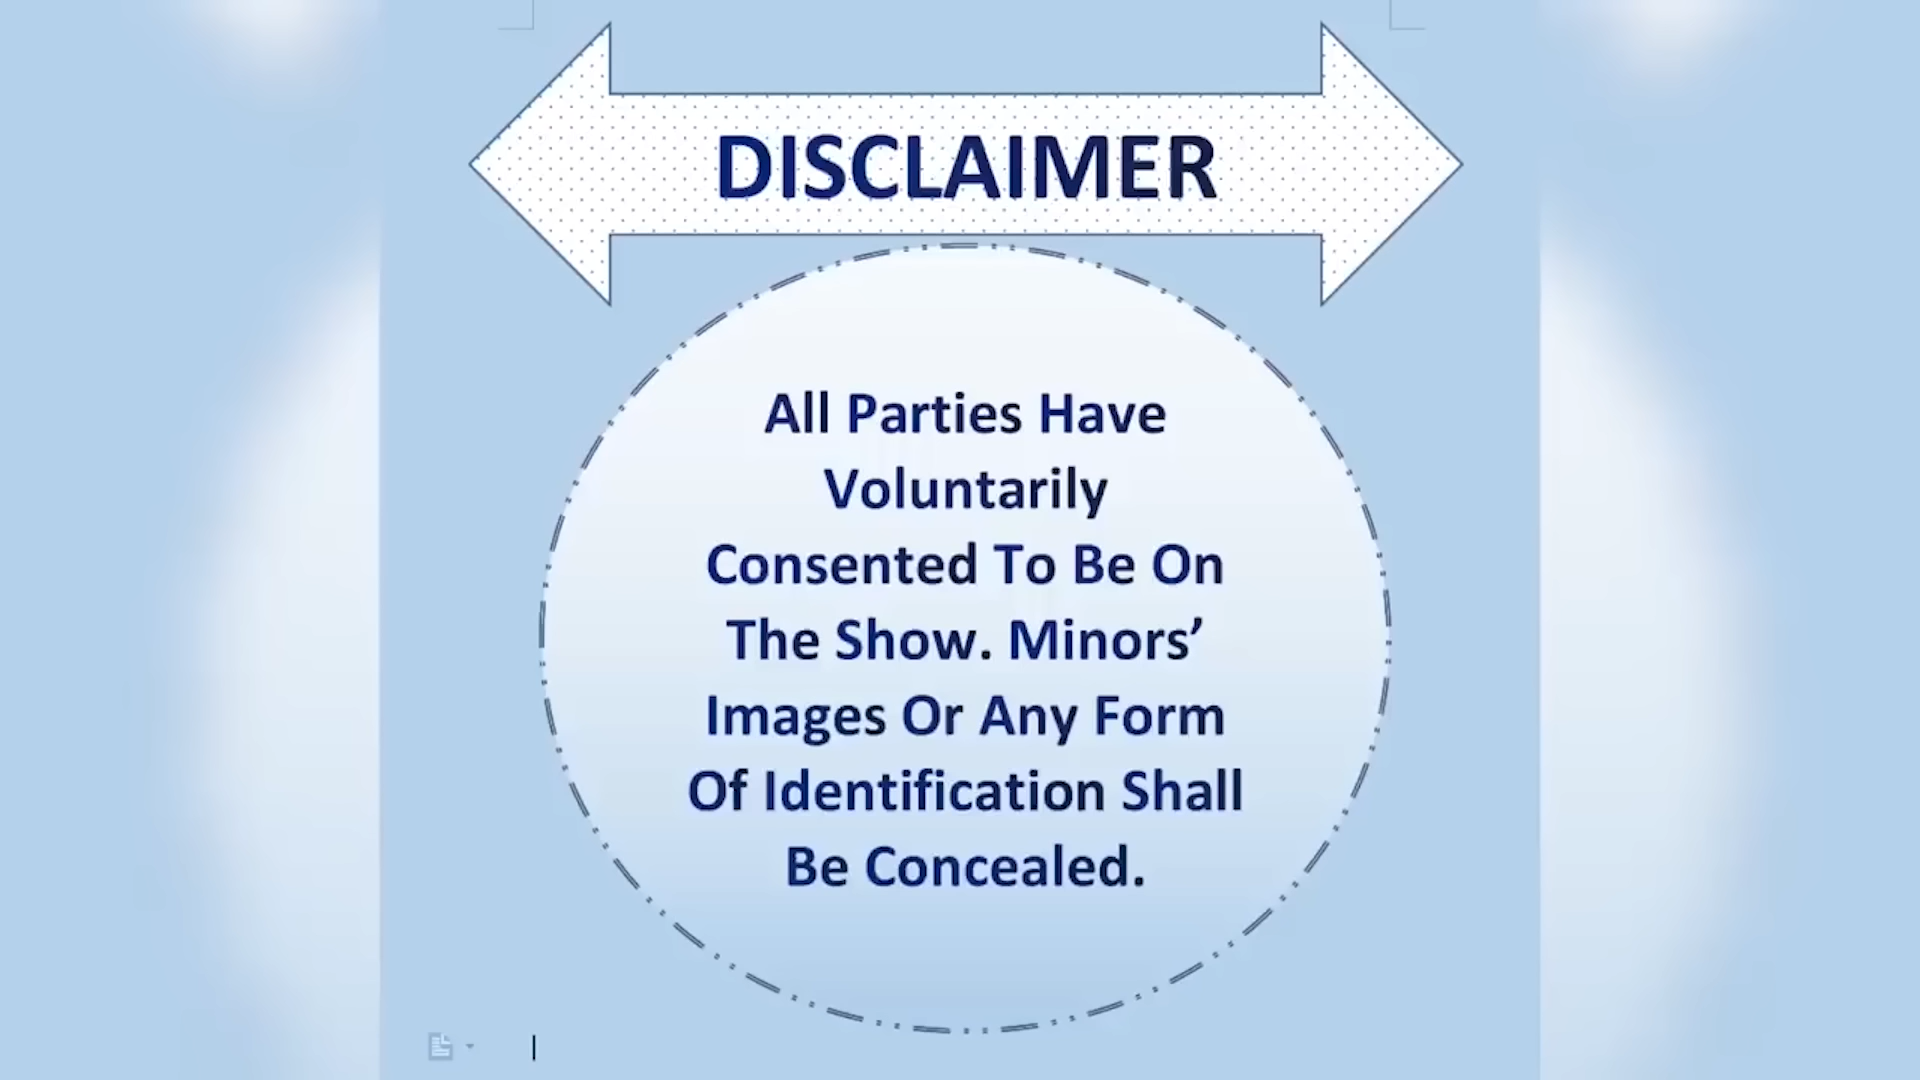 DISCLAIMER
All Parties Have
Voluntarily
Consented To Be On
The Show. Minors’
Images Or Any Form
Of Identification Shall
Be Concealed.